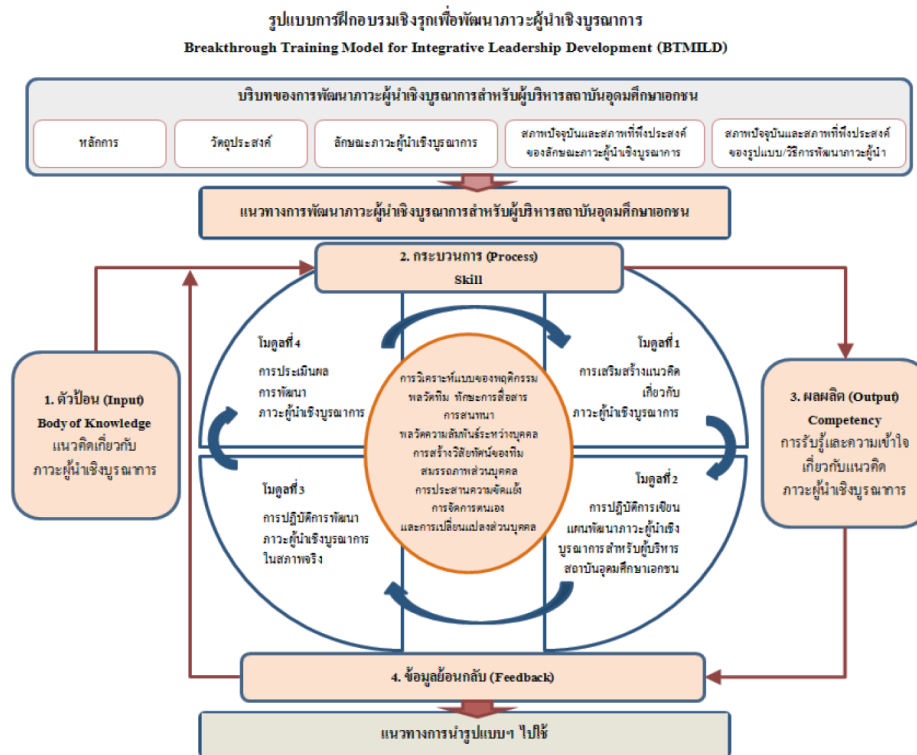 รูปแบบการฝึกอบรมเชิงรุกเพื่อพัฒนาภาวะผู้นำเชิงบูรณาการ
Breakthrough Training Model for Integrative Leadership Development (BTMILD)
บริบทของการพัฒนาภาวะผู้นำเชิงบูรณาการสำหรับผู้บริหารสถาบันอุดมศึกษาเอกชน
หลักการ
วัตถุประสงค์
ลักษณะภาวะผู้นำเชิงบูรณาการ
สภาพปัจจุบันและสภาพที่พึงประสงค์
ของลักษณะภาวะผู้นำเชิงบูรณาการ
สภาพปัจจุบันและสภาพที่พึงประสงค์
ของรูปแบบ/วิธีการพัฒนาภาวะผู้นำ
แนวทางการพัฒนาภาวะผู้นำเชิงบูรณาการสำหรับผู้บริหารสถาบันอุดมศึกษาเอกชน
2. กระบวนการ (Process)
Skill
1. ตัวป้อน (Input)
Body of Knowledge
แนวคิดเกี่ยวกับ
ภาวะผู้นำเชิงบูรณาการ
โมดูลที่ 4
การประเมินผล
การพัฒนา
ภาวะผู้นำเชิงบูรณาการ
โมดูลที่ 1
การเสริมสร้างแนวคิด
เกี่ยวกับ
ภาวะผู้นำเชิงบูรณาการ
การวิเคราะห์แบบของพฤติกรรม
พลวัตทีม ทักษะการสื่อสาร
การสนทนา
พลวัตความสัมพันธ์ระหว่างบุคคล
การสร้างวิสัยทัศน์ของทีม
สมรรถภาพส่วนบุคคล
การประสานความขัดแย้ง
การจัดการตนเอง
และการเปลี่ยนแปลงส่วนบุคคล
โมดูลที่ 3
การปฏิบัติการพัฒนา
ภาวะผู้นำเชิงบูรณาการ
ในสภาพจริง
โมดูลที่ 2
การปฏิบัติการเขียน
แผนพัฒนาภาวะผู้นำเชิง
บูรณาการสำหรับผู้บริหาร
สถาบันอุดมศึกษาเอกชน
3. ผลผลิต (Output)
Competency
การรับรู้และความเข้าใจ
เกี่ยวกับแนวคิด
ภาวะผู้นำเชิงบูรณาการ
4. ข้อมูลย้อนกลับ (Feedback)
แนวทางการนำรูปแบบฯ ไปใช้